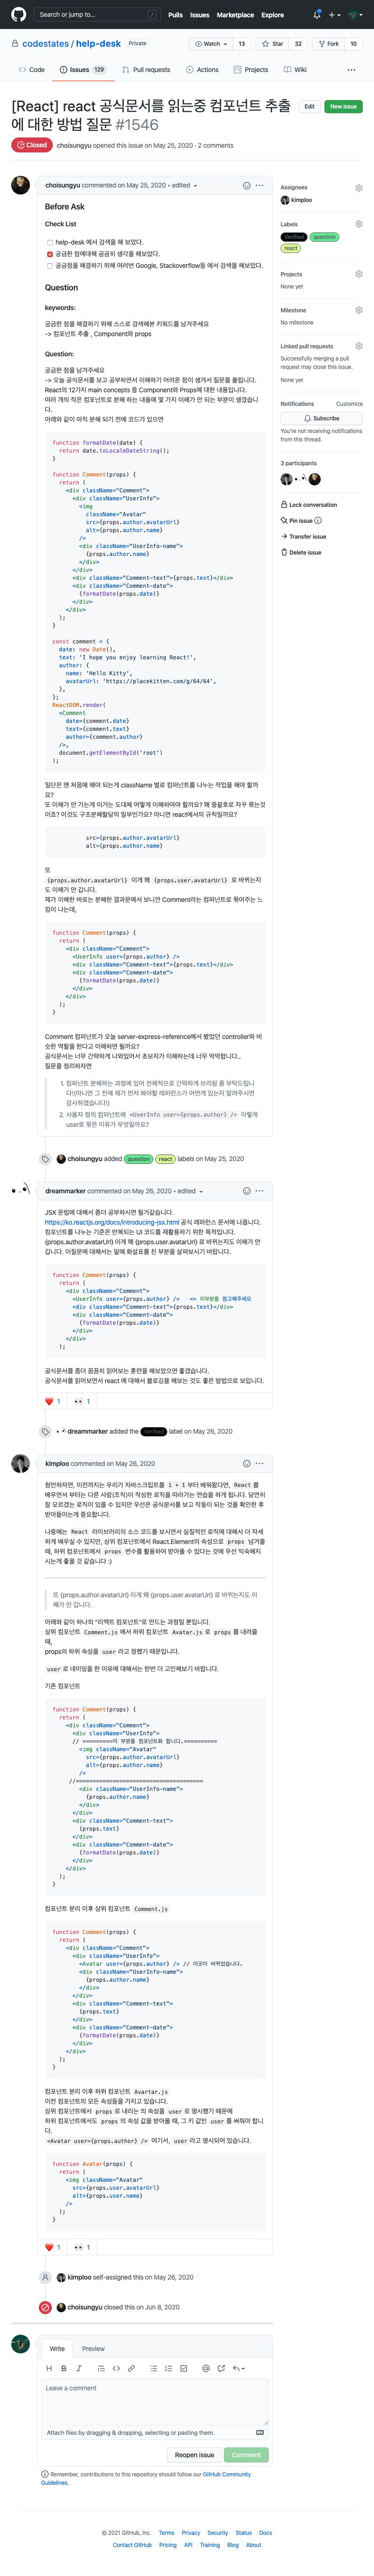 Search or jump to...
/
Pulls Issues Marketplace Explore
codestates / help-desk Private
Watch 13 Star 32 Fork 10
Code Issues 129 Pull requests Actions Projects Wiki
[React] react 공식문서를 읽는중 컴포넌트 추출
에 대한 방법 질문 #1546
Edit New issue
Closed choisungyu opened this issue on May 25, 2020 · 2 comments
choisungyu commented on May 25, 2020 • edited
Before Ask
Check List
help-desk 에서 검색을 해 보았다.
궁금한 점에대해 곰곰히 생각을 해보았다.
궁금점을 해결하기 위해 여러번 Google, Stackoverflow등 에서 검색을 해보았다.
Question
keywords:
궁금한 점을 해결하기 위해 스스로 검색해본 키워드를 남겨주세요
-> 컴포넌트 추출 , Component와 props
Question:
궁금한 점을 남겨주세요
-> 오늘 공식문서를 보고 공부하면서 이해하기 어려운 점이 생겨서 질문을 올립니다.
React의 12가지 main concepts 중 Component와 Props에 대한 내용입니다.
여러 개의 작은 컴포넌트로 분해 하는 내용에 몇 가지 이해가 안 되는 부분이 생겼습니다.
아래와 같이 아직 분해 되기 전에 코드가 있으면
function formatDate(date) {
return date.toLocaleDateString();
}
function Comment(props) {
return (
<div className="Comment">
<div className="UserInfo">
<img
className="Avatar"
src={props.author.avatarUrl}
alt={props.author.name}
/>
<div className="UserInfo-name">
{props.author.name}
</div>
</div>
<div className="Comment-text">{props.text}</div>
<div className="Comment-date">
{formatDate(props.date)}
</div>
</div>
);
}
const comment = {
date: new Date(),
text: 'I hope you enjoy learning React!',
author: {
name: 'Hello Kitty',
avatarUrl: 'https://placekitten.com/g/64/64',
},
};
ReactDOM.render(
<Comment
date={comment.date}
text={comment.text}
author={comment.author}
/>,
document.getElementById('root')
);
일단은 맨 처음에 해야 되는게 className 별로 컴퍼넌트를 나누는 작업을 해야 할까요?
또 이해가 안 가는게 이거는 도대체 어떻게 이해하여야 할까요? 왜 중괄호로 자꾸 묶는것이죠? 이것도 구조분해할당의 일부인가요? 아니면 react에서의 규칙일까요?
src={props.author.avatarUrl}
alt={props.author.name}
또
{props.author.avatarUrl} 이게 왜 {props.user.avatarUrl} 로 바뀌는지도 이해가 안 갑니다.
제가 이해한 바로는 분해한 결과문에서 보니깐 Comment라는 컴퍼넌트로 묶어주는 느낌이 나는데,
function Comment(props) {
return (
<div className="Comment">
<UserInfo user={props.author} />
<div className="Comment-text">{props.text}</div>
<div className="Comment-date">
{formatDate(props.date)}
</div>
</div>
);
}
Comment 컴퍼넌트가 오늘 server-express-reference에서 봤었던 controller와 비슷한 역할을 한다고 이해하면 될까요?
공식문서는 너무 간략하게 나와있어서 초보자가 이해하는데 너무 막막합니다..
질문을 정리하자면
1. 컴퍼넌트 분해하는 과정에 있어 전체적으로 간략하게 브리핑 좀 부탁드립니다!(아니면 그 전에 제가 먼저 봐야할 레퍼런스가 어떤게 있는지 알려주시면 감사하겠습니다!)
2. 사용자 정의 컴퍼넌트에 <UserInfo user={props.author} /> 이렇게 user로 묶은 이유가 무엇일까요?
choisungyu added question react labels on May 25, 2020
dreammarker commented on May 26, 2020 • edited
JSX 문법에 대해서 좀더 공부하시면 될거같습니다.
https://ko.reactjs.org/docs/introducing-jsx.html 공식 레퍼런스 문서에 나옵니다.
컴포넌트를 나누는 기준은 반복되는 UI 코드를 재활용하기 위한 목적입니다.
{props.author.avatarUrl} 이게 왜 {props.user.avatarUrl} 로 바뀌는지도 이해가 안 갑니다. 이질문에 대해서는 밑에 화살표를 친 부분을 살펴보시기 바랍니다.
function Comment(props) {
return (
<div className="Comment">
<UserInfo user={props.author} /> <= 이부분을 참고해주세요
<div className="Comment-text">{props.text}</div>
<div className="Comment-date">
{formatDate(props.date)}
</div>
</div>
);
공식문서를 좀더 꼼꼼히 읽어보는 훈련을 해보았으면 좋겠습니다.
공식문서를 읽어보면서 react 에 대해서 블로깅을 해보는 것도 좋은 방법으로 보입니다.
1 1
dreammarker added the Verified label on May 26, 2020
kimploo commented on May 26, 2020
첨언하자면, 이전까지는 우리가 자바스크립트를 1 + 1 부터 배워왔다면, React 를 배우면서 부터는 다른 사람(조직)이 작성한 로직을 따라가는 연습을 하게 됩니다. 당연히 잘 모르겠는 로직이 있을 수 있지만 우선은 공식문서를 보고 작동이 되는 것을 확인한 후 받아들이는게 중요합니다.
나중에는 React 라이브러리의 소스 코드를 보시면서 실질적인 로직에 대해서 더 자세하게 배우실 수 있지만, 상위 컴포넌트에서 React.Element의 속성으로 props 넘겨줄 때, 하위 컴포넌트에서 props 변수를 활용하여 받아올 수 있다는 것에 우선 익숙해지시는게 좋을 것 같습니다 :)
또 {props.author.avatarUrl} 이게 왜 {props.user.avatarUrl} 로 바뀌는지도 이해가 안 갑니다.
아래와 같이 하나의 "리액트 컴포넌트"로 만드는 과정일 뿐입니다.
상위 컴포넌트 Comment.js 에서 하위 컴포넌트 Avatar.js 로 props 를 내려줄 때,
props의 하위 속성을 user 라고 정했기 때문입니다.
user 로 네이밍을 한 이유에 대해서는 한번 더 고민해보기 바랍니다.
기존 컴포넌트
function Comment(props) {
return (
<div className="Comment">
<div className="UserInfo">
// =========이 부분을 컴포넌트화 합니다.==========
<img className="Avatar"
src={props.author.avatarUrl}
alt={props.author.name}
/>
//======================================
<div className="UserInfo-name">
{props.author.name}
</div>
</div>
<div className="Comment-text">
{props.text}
</div>
<div className="Comment-date">
{formatDate(props.date)}
</div>
</div>
);
}
컴포넌트 분리 이후 상위 컴포넌트 Comment.js
function Comment(props) {
return (
<div className="Comment">
<div className="UserInfo">
<Avatar user={props.author} /> // 이곳이 바뀌었습니다.
<div className="UserInfo-name">
{props.author.name}
</div>
</div>
<div className="Comment-text">
{props.text}
</div>
<div className="Comment-date">
{formatDate(props.date)}
</div>
</div>
);
}
컴포넌트 분리 이후 하위 컴포넌트 Avartar.js
이전 컴포넌트의 모든 속성들을 가지고 있습니다.
상위 컴포넌트에서 props 로 내리는 의 속성을 user 로 명시했기 때문에
하위 컴포넌트에서도 props 의 속성 값을 받아올 때, 그 키 값인 user 를 써줘야 합니다.
<Avatar user={props.author} /> 여기서, user 라고 명시되어 있습니다.
function Avatar(props) {
return (
<img className="Avatar"
src={props.user.avatarUrl}
alt={props.user.name}
/>
);
}
1 1
kimploo self-assigned this on May 26, 2020
choisungyu closed this on Jun 8, 2020
Write Preview
Leave a comment
Attach files by dragging & dropping, selecting or pasting them.
Reopen issue Comment
Remember, contributions to this repository should follow our GitHub Community Guidelines.
Assignees
kimploo
Labels
Verified question
react
Projects
None yet
Milestone
No milestone
Linked pull requests
Successfully merging a pull request may close this issue.
None yet
Notifications Customize
Subscribe
You're not receiving notifications from this thread.
3 participants
Lock conversation
Pin issue
Transfer issue
Delete issue
© 2021 GitHub, Inc. Terms Privacy Security Status Docs
Contact GitHub Pricing API Training Blog About